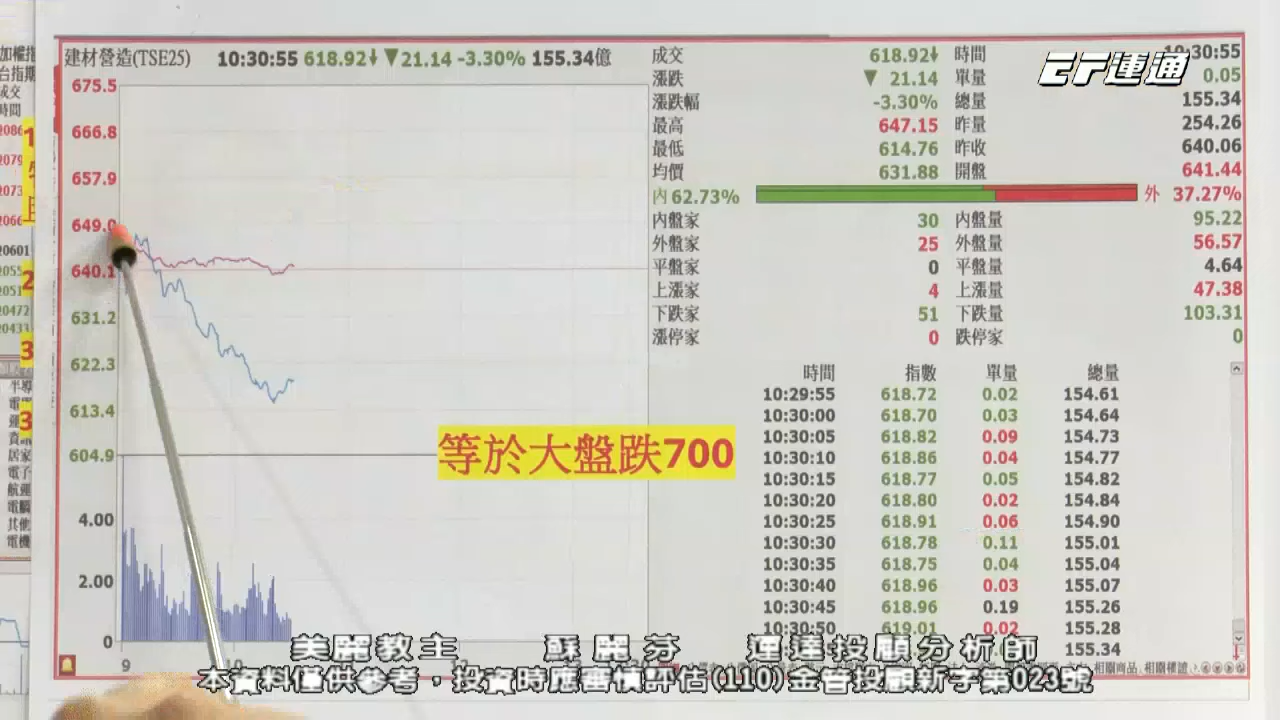 建材營造(TSE25) 10:30:55 618.92↓ ▼21.14 -3.30% 155.34億
675.5
666.8
657.9
649.0
640.1
631.2
622.3
613.4
604.9
4.00
2.00
0
9
成交 618.92↓ 時間 10:30:55
漲跌 ▼ 21.14 單量 0.05
漲跌幅 -3.30% 總量 155.34
最高 647.15 昨量 254.26
最低 614.76 昨收 640.06
均價 631.88 開盤 641.44
內 62.73% 外 37.27%
內盤家 30 內盤量 95.22
外盤家 25 外盤量 56.57
平盤家 0 平盤量 4.64
上漲家 4 上漲量 47.38
下跌家 51 下跌量 103.31
漲停家 0 跌停家 0
時間 指數 單量 總量
10:29:55 618.72 0.02 154.61
10:30:00 618.70 0.03 154.64
10:30:05 618.82 0.09 154.73
10:30:10 618.86 0.04 154.77
10:30:15 618.77 0.05 154.82
10:30:20 618.80 0.02 154.84
10:30:25 618.91 0.06 154.90
10:30:30 618.78 0.11 155.01
10:30:35 618.75 0.04 155.04
10:30:40 618.96 0.03 155.07
10:30:45 618.96 0.19 155.26
10:30:50 619.01 0.02 155.28
155.34
等於大盤跌700
EF運通
相關商品 相關權證
美麗教主 蘇麗芬 運達投顧分析師
本資料僅供參考，投資時應審慎評估(110)金管投顧新字第023號